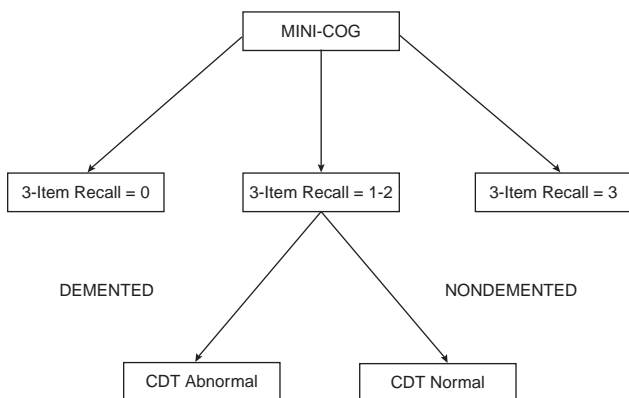 MINI-COG
3-Item Recall = 0
3-Item Recall = 1-2
3-Item Recall = 3
DEMENTED
NONDEMENTED
CDT Abnormal
CDT Normal